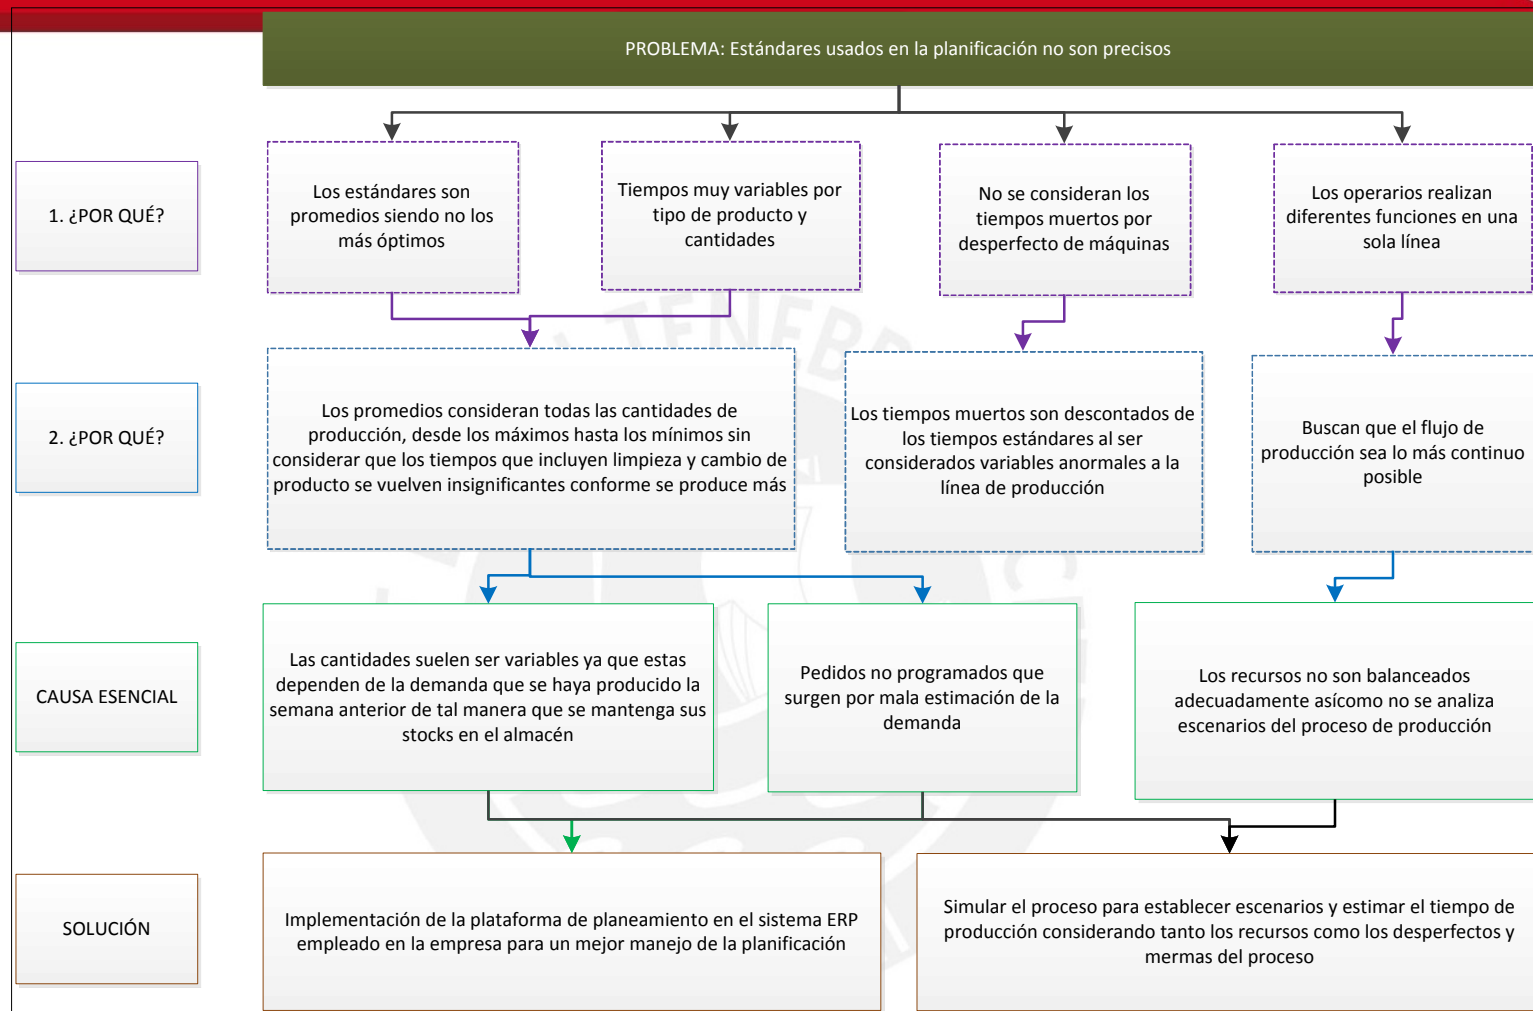 PROBLEMA: Estándares usados en la planificación no son precisos
1. ¿POR QUÉ?
Los estándares son
promedios siendo no los
más óptimos
Tiempos muy variables por
tipo de producto y
cantidades
No se consideran los
tiempos muertos por
desperfecto de máquinas
Los operarios realizan
diferentes funciones en una
sola línea
2. ¿POR QUÉ?
Los promedios consideran todas las cantidades de
producción, desde los máximos hasta los mínimos sin
considerar que los tiempos que incluyen limpieza y cambio de
producto se vuelven insignificantes conforme se produce más
Los tiempos muertos son descontados de
los tiempos estándares al ser
considerados variables anormales a la
línea de producción
Buscan que el flujo de
producción sea lo más continuo
posible
CAUSA ESENCIAL
Las cantidades suelen ser variables ya que estas
dependen de la demanda que se haya producido la
semana anterior de tal manera que se mantenga sus
stocks en el almacén
Pedidos no programados que
surgen por mala estimación de la
demanda
Los recursos no son balanceados
adecuadamente asícomo no se analiza
escenarios del proceso de producción
SOLUCIÓN
Implementación de la plataforma de planeamiento en el sistema ERP
empleado en la empresa para un mejor manejo de la planificación
Simular el proceso para establecer escenarios y estimar el tiempo de
producción considerando tanto los recursos como los desperfectos y
mermas del proceso